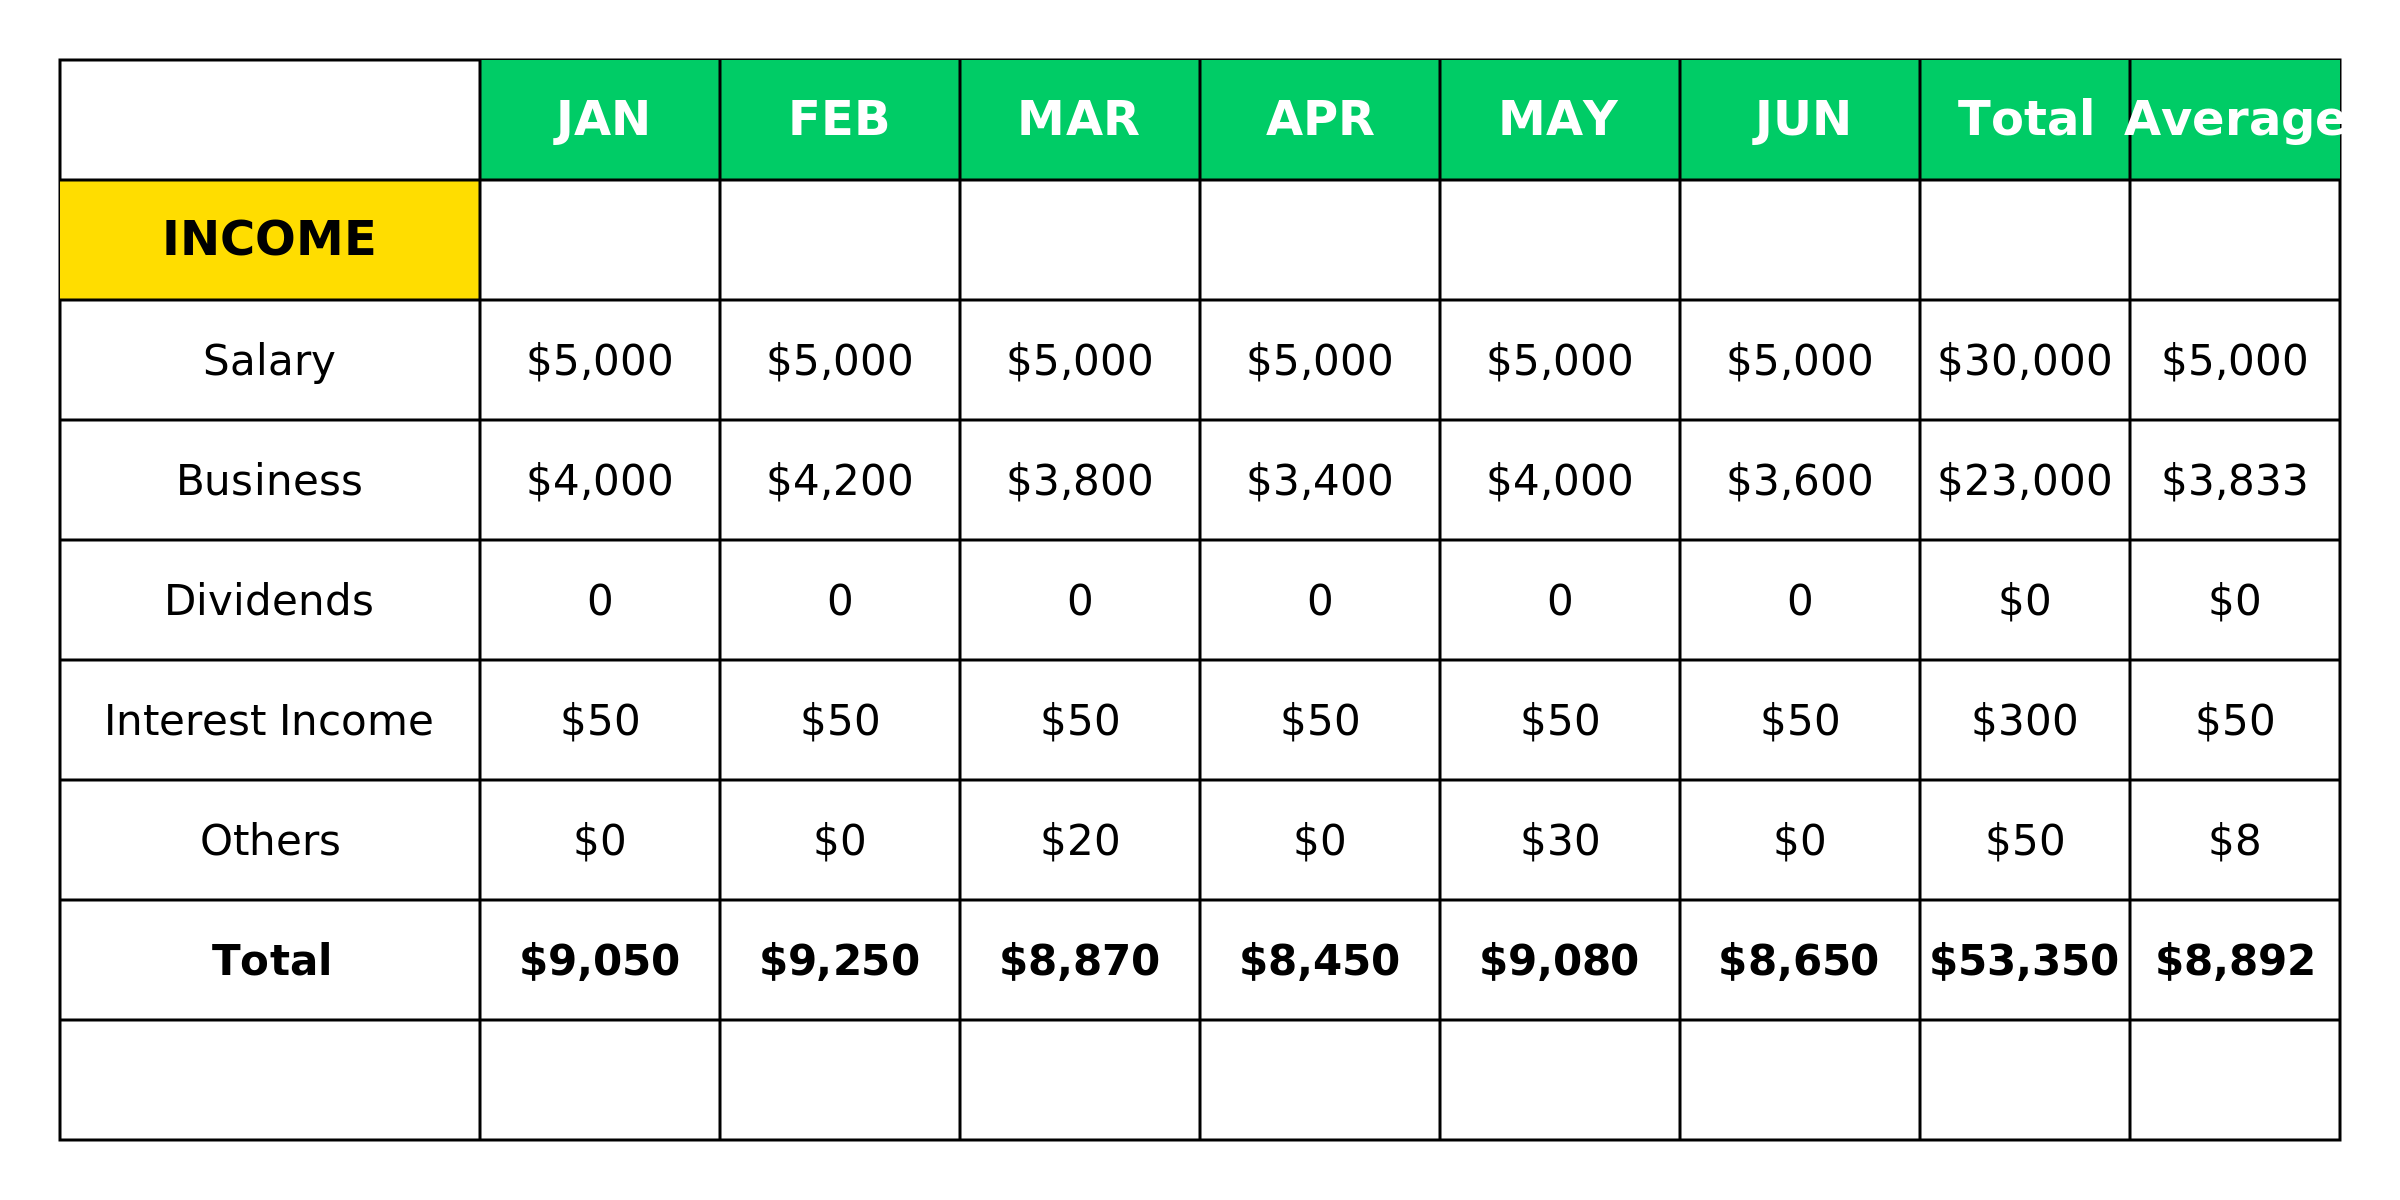 JAN FEB MAR APR MAY JUN Total Average
INCOME
Salary $5,000 $5,000 $5,000 $5,000 $5,000 $5,000 $30,000 $5,000
Business $4,000 $4,200 $3,800 $3,400 $4,000 $3,600 $23,000 $3,833
Dividends 0 0 0 0 0 0 $0 $0
Interest Income $50 $50 $50 $50 $50 $50 $300 $50
Others $0 $0 $20 $0 $30 $0 $50 $8
Total $9,050 $9,250 $8,870 $8,450 $9,080 $8,650 $53,350 $8,892